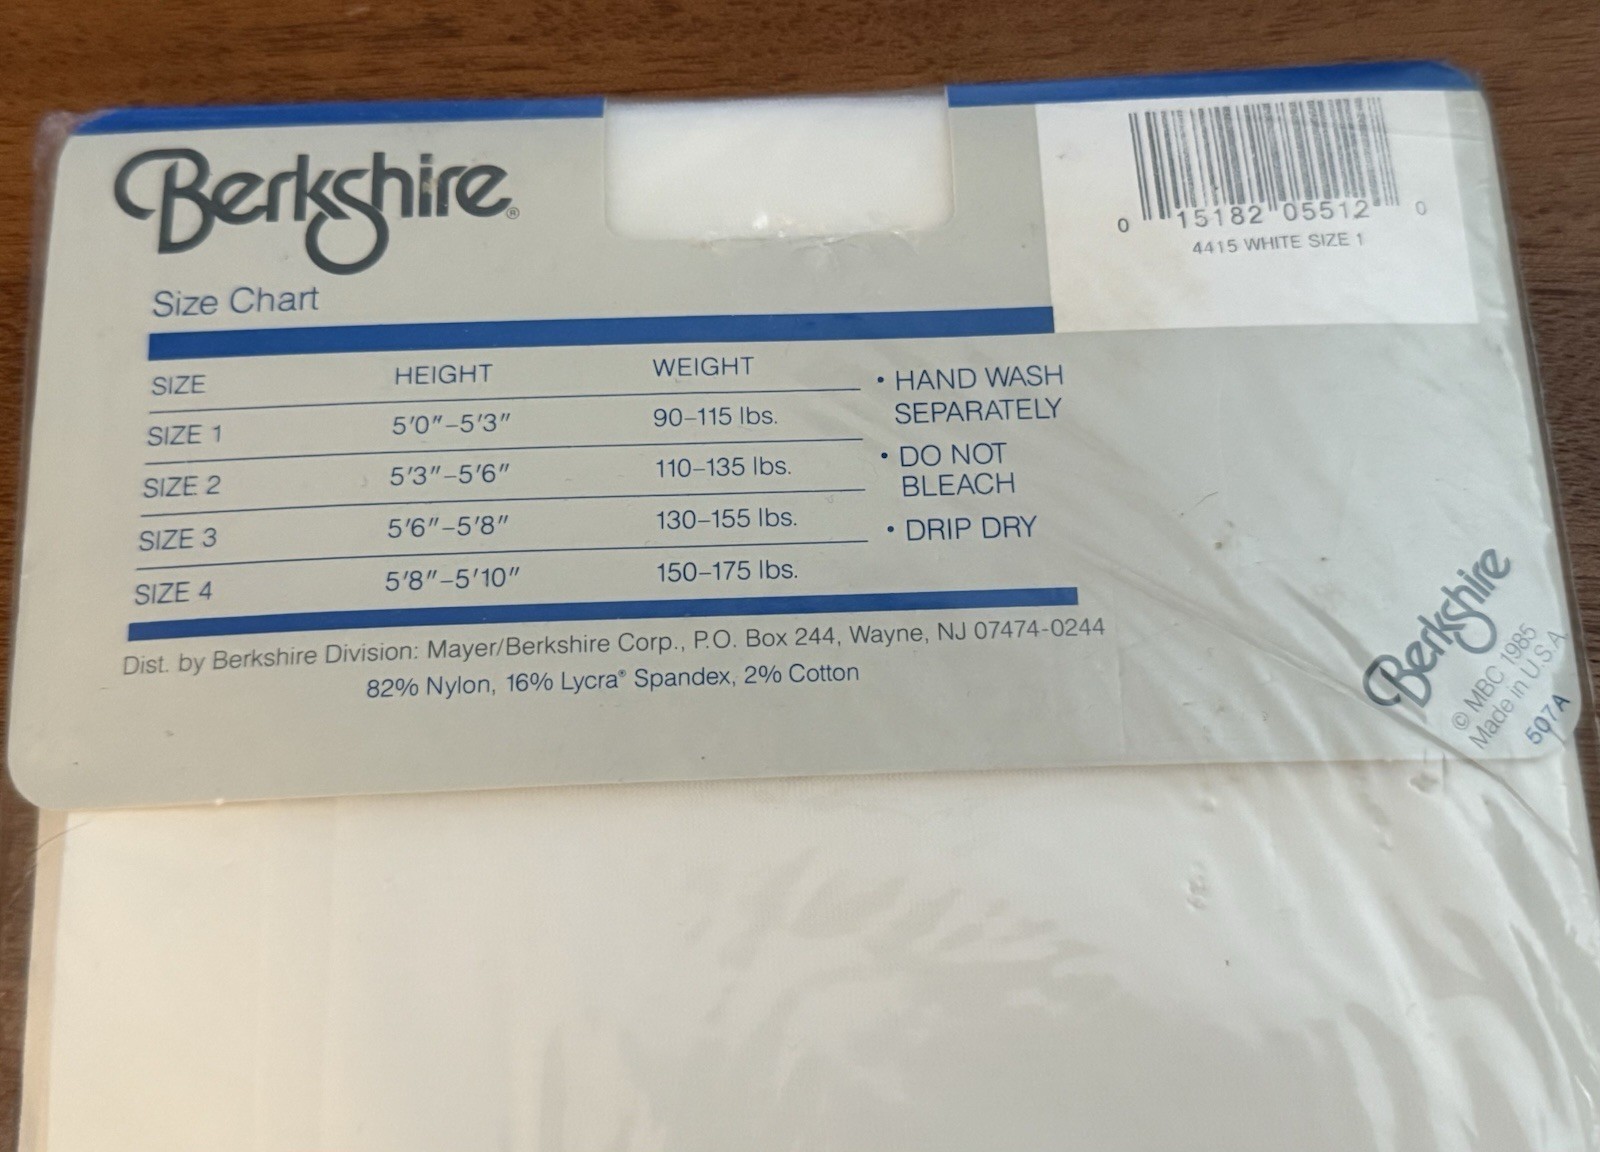 Berkshire®
0 15182 05512 0
4415 WHITE SIZE 1
Size Chart
SIZE HEIGHT WEIGHT
SIZE 1 5'0"–5'3" 90–115 lbs.
SIZE 2 5'3"–5'6" 110–135 lbs.
SIZE 3 5'6"–5'8" 130–155 lbs.
SIZE 4 5'8"–5'10" 150–175 lbs.
• HAND WASH
SEPARATELY
• DO NOT
BLEACH
• DRIP DRY
Dist. by Berkshire Division: Mayer/Berkshire Corp., P.O. Box 244, Wayne, NJ 07474-0244
82% Nylon, 16% Lycra® Spandex, 2% Cotton
Berkshire
© MBC 1985
Made in U.S.A.
507A